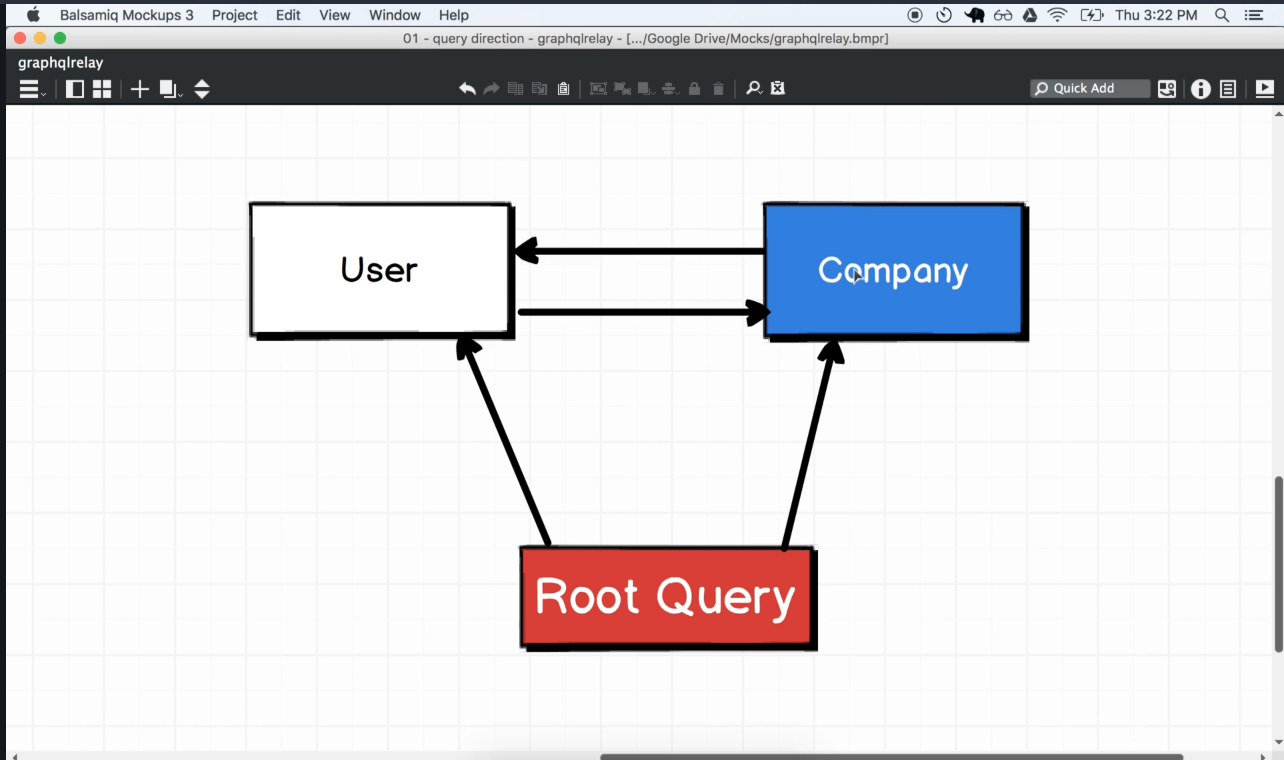 Balsamiq Mockups 3 Project Edit View Window Help Thu 3:22 PM
01 - query direction - graphqlrelay - [.../Google Drive/Mocks/graphqlrelay.bmpr]
graphqlrelay
Quick Add
User
Company
Root Query